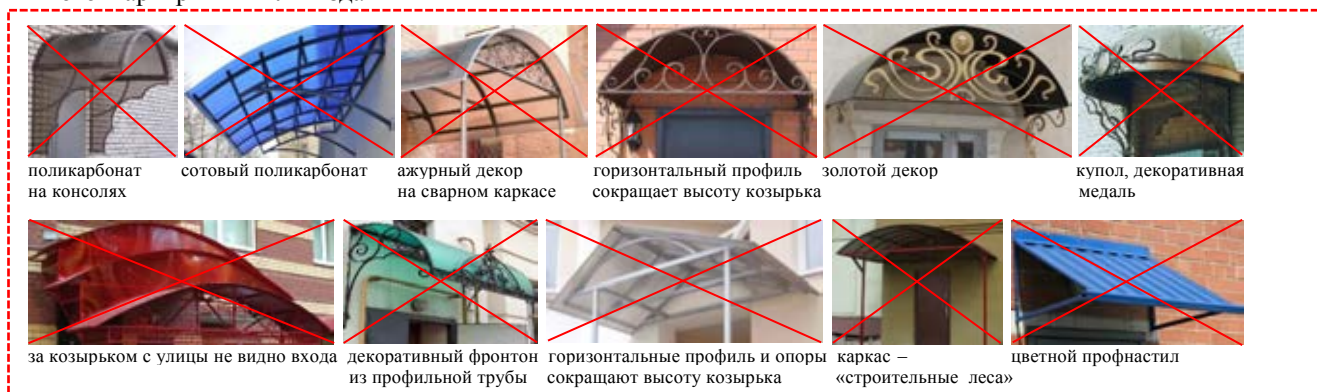 поликарбонат
на консолях
сотовый поликарбонат
ажурный декор
на сварном каркасе
горизонтальный профиль
сокращает высоту козырька
золотой декор
купол, декоративная
медаль
за козырьком с улицы не видно входа
декоративный фронтон
из профильной трубы
горизонтальные профиль и опоры
сокращают высоту козырька
каркас –
«строительные леса»
цветной профнастил